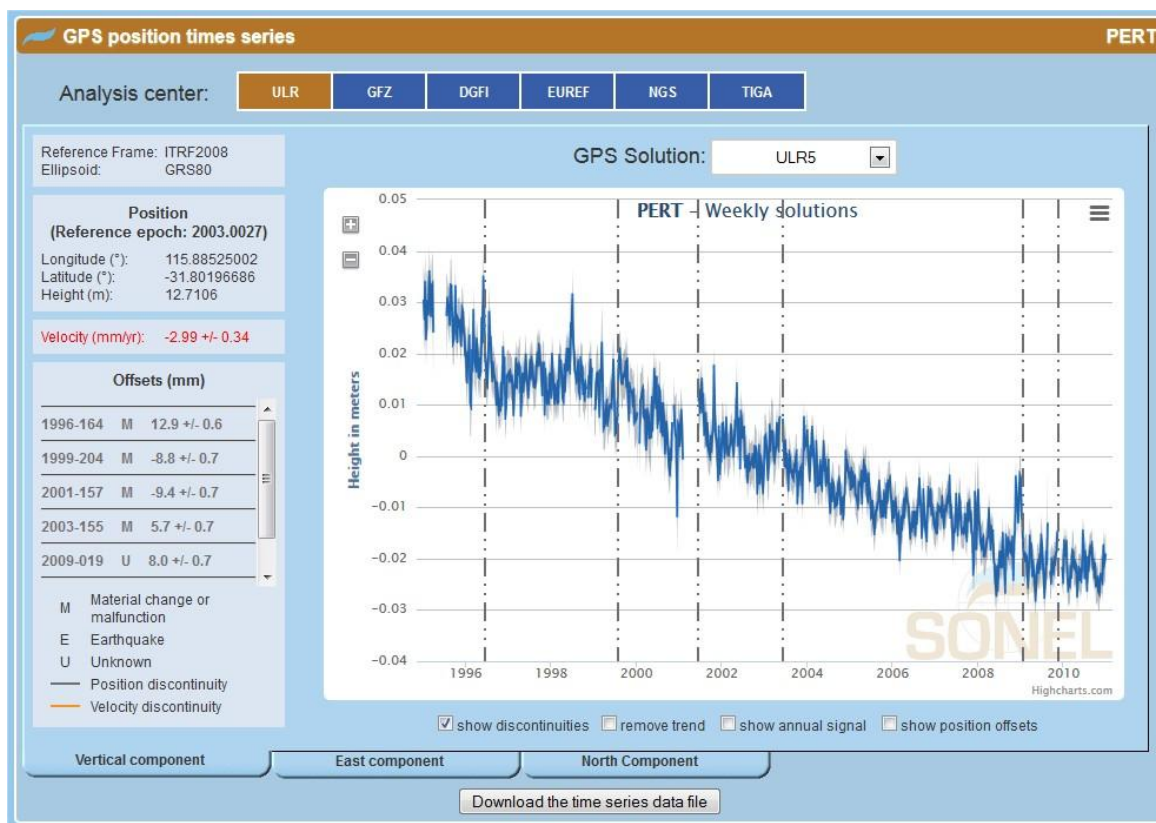 GPS position times series
PERT
Analysis center:
ULR
GFZ
DGFI
EUREF
NGS
TIGA
Reference Frame: ITRF2008
Ellipsoid: GRS80
Position
(Reference epoch: 2003.0027)
Longitude (°): 115.88525002
Latitude (°): -31.80196686
Height (m): 12.7106
Velocity (mm/yr): -2.99 +/- 0.34
Offsets (mm)
1996-164 M 12.9 +/- 0.6
1999-204 M -8.8 +/- 0.7
2001-157 M -9.4 +/- 0.7
2003-155 M 5.7 +/- 0.7
2009-019 U 8.0 +/- 0.7
M Material change or
malfunction
E Earthquake
U Unknown
Position discontinuity
Velocity discontinuity
GPS Solution: ULR5
PERT - Weekly solutions
Height in meters
0.05
0.04
0.03
0.02
0.01
0
-0.01
-0.02
-0.03
-0.04
1996 1998 2000 2002 2004 2006 2008 2010
SONEL
Highcharts.com
show discontinuities remove trend show annual signal show position offsets
Vertical component
East component
North Component
Download the time series data file